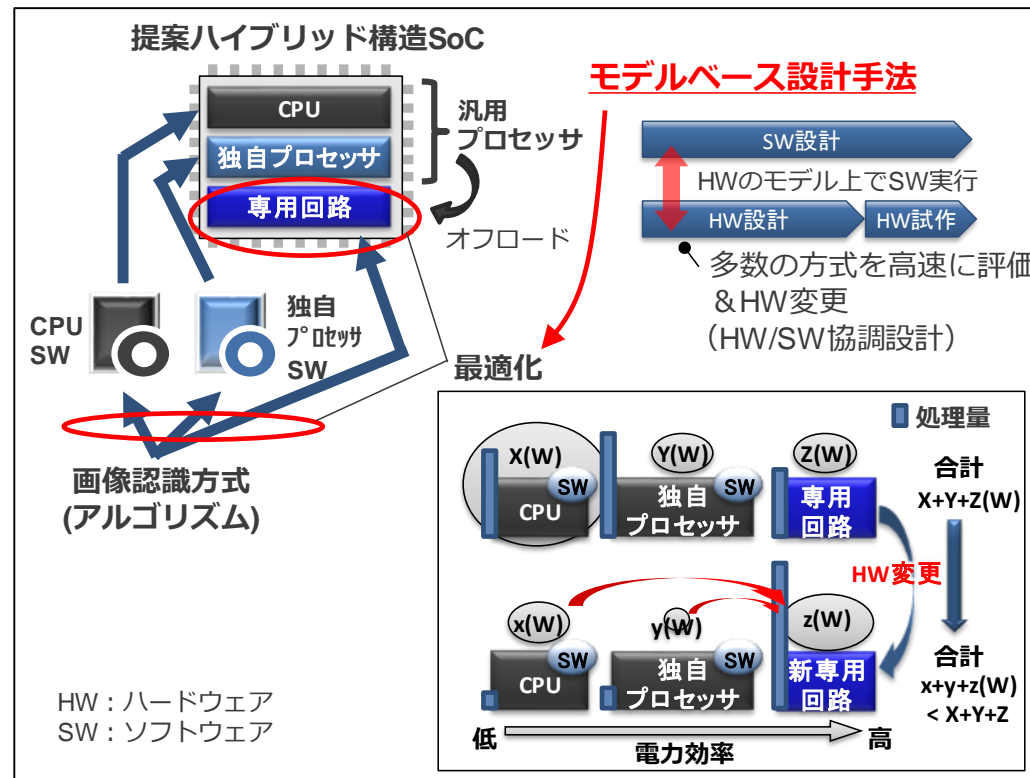 提案ハイブリッド構造SoC
CPU
独自プロセッサ
専用回路
汎用
プロセッサ
オフロード
モデルベース設計手法
SW設計
HWのモデル上でSW実行
HW設計
HW試作
多数の方式を高速に評価
&HW変更
(HW/SW協調設計)
CPU
SW
独自
ﾌﾟﾛｾｯｻ
SW
最適化
画像認識方式
(アルゴリズム)
処理量
X(W)
SW
CPU
Y(W)
SW
独自
プロセッサ
Z(W)
専用
回路
合計
X+Y+Z(W)
HW変更
x(W)
SW
CPU
y(W)
SW
独自
プロセッサ
z(W)
新専用
回路
合計
x+y+z(W)
< X+Y+Z
低
電力効率
高
HW：ハードウェア
SW：ソフトウェア